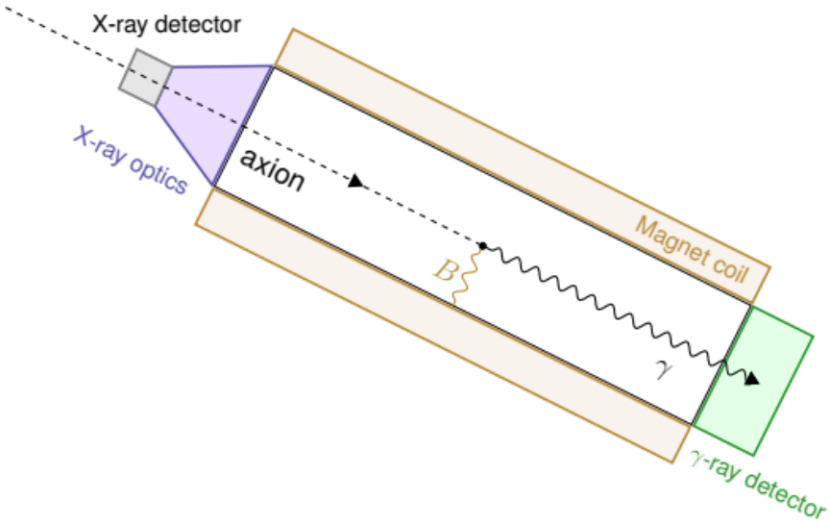 X-ray detector
X-ray optics
axion
Magnet coil
B
γ
γ-ray detector